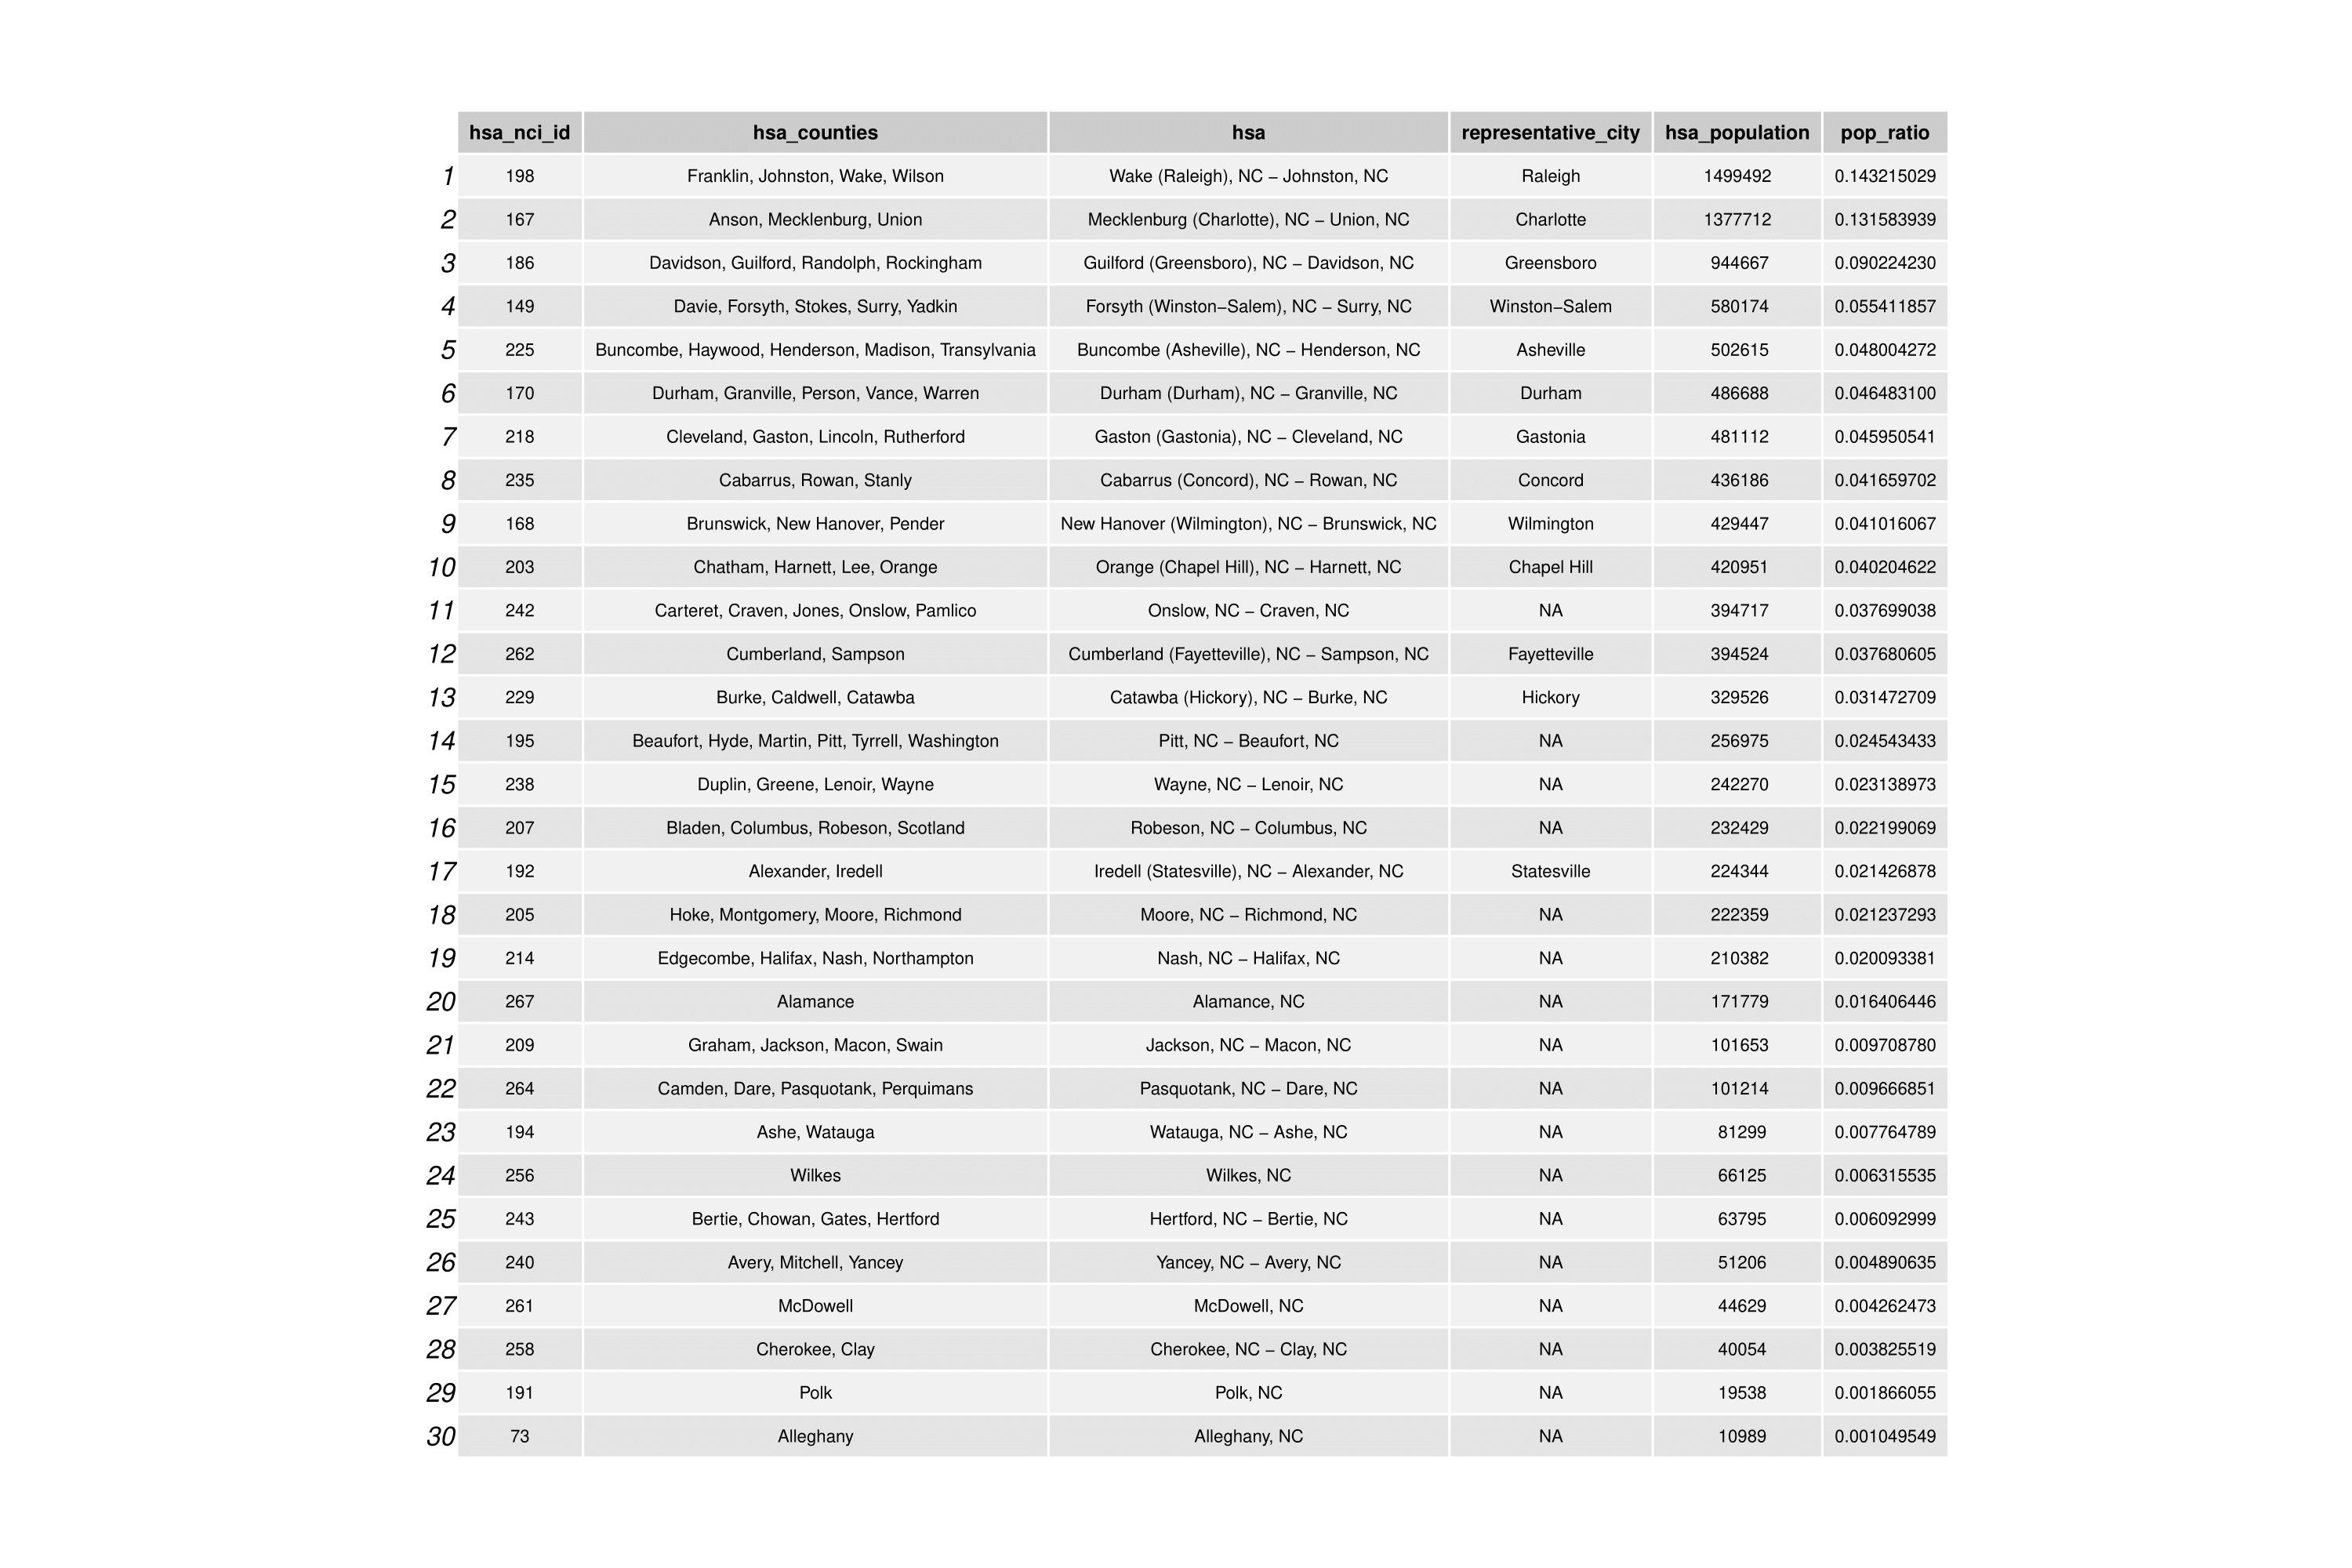 hsa_nci_id hsa_counties hsa representative_city hsa_population pop_ratio
1 198 Franklin, Johnston, Wake, Wilson Wake (Raleigh), NC − Johnston, NC Raleigh 1499492 0.143215029
2 167 Anson, Mecklenburg, Union Mecklenburg (Charlotte), NC − Union, NC Charlotte 1377712 0.131583939
3 186 Davidson, Guilford, Randolph, Rockingham Guilford (Greensboro), NC − Davidson, NC Greensboro 944667 0.090224230
4 149 Davie, Forsyth, Stokes, Surry, Yadkin Forsyth (Winston−Salem), NC − Surry, NC Winston−Salem 580174 0.055411857
5 225 Buncombe, Haywood, Henderson, Madison, Transylvania Buncombe (Asheville), NC − Henderson, NC Asheville 502615 0.048004272
6 170 Durham, Granville, Person, Vance, Warren Durham (Durham), NC − Granville, NC Durham 486688 0.046483100
7 218 Cleveland, Gaston, Lincoln, Rutherford Gaston (Gastonia), NC − Cleveland, NC Gastonia 481112 0.045950541
8 235 Cabarrus, Rowan, Stanly Cabarrus (Concord), NC − Rowan, NC Concord 436186 0.041659702
9 168 Brunswick, New Hanover, Pender New Hanover (Wilmington), NC − Brunswick, NC Wilmington 429447 0.041016067
10 203 Chatham, Harnett, Lee, Orange Orange (Chapel Hill), NC − Harnett, NC Chapel Hill 420951 0.040204622
11 242 Carteret, Craven, Jones, Onslow, Pamlico Onslow, NC − Craven, NC NA 394717 0.037699038
12 262 Cumberland, Sampson Cumberland (Fayetteville), NC − Sampson, NC Fayetteville 394524 0.037680605
13 229 Burke, Caldwell, Catawba Catawba (Hickory), NC − Burke, NC Hickory 329526 0.031472709
14 195 Beaufort, Hyde, Martin, Pitt, Tyrrell, Washington Pitt, NC − Beaufort, NC NA 256975 0.024543433
15 238 Duplin, Greene, Lenoir, Wayne Wayne, NC − Lenoir, NC NA 242270 0.023138973
16 207 Bladen, Columbus, Robeson, Scotland Robeson, NC − Columbus, NC NA 232429 0.022199069
17 192 Alexander, Iredell Iredell (Statesville), NC − Alexander, NC Statesville 224344 0.021426878
18 205 Hoke, Montgomery, Moore, Richmond Moore, NC − Richmond, NC NA 222359 0.021237293
19 214 Edgecombe, Halifax, Nash, Northampton Nash, NC − Halifax, NC NA 210382 0.020093381
20 267 Alamance Alamance, NC NA 171779 0.016406446
21 209 Graham, Jackson, Macon, Swain Jackson, NC − Macon, NC NA 101653 0.009708780
22 264 Camden, Dare, Pasquotank, Perquimans Pasquotank, NC − Dare, NC NA 101214 0.009666851
23 194 Ashe, Watauga Watauga, NC − Ashe, NC NA 81299 0.007764789
24 256 Wilkes Wilkes, NC NA 66125 0.006315535
25 243 Bertie, Chowan, Gates, Hertford Hertford, NC − Bertie, NC NA 63795 0.006092999
26 240 Avery, Mitchell, Yancey Yancey, NC − Avery, NC NA 51206 0.004890635
27 261 McDowell McDowell, NC NA 44629 0.004262473
28 258 Cherokee, Clay Cherokee, NC − Clay, NC NA 40054 0.003825519
29 191 Polk Polk, NC NA 19538 0.001866055
30 73 Alleghany Alleghany, NC NA 10989 0.001049549